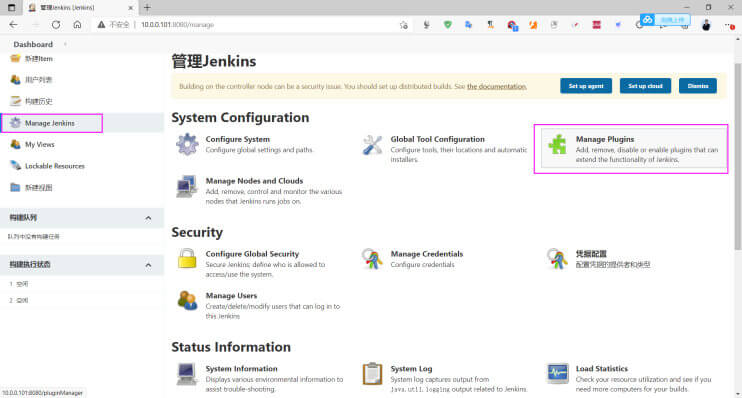 管理Jenkins [Jenkins]
不安全 | 10.0.0.101:8080/manage
Dashboard
新建Item
用户列表
构建历史
Manage Jenkins
My Views
Lockable Resources
新建视图
构建队列
队列中没有构建任务
构建执行状态
1 空闲
2 空闲
10.0.0.101:8080/pluginManager
管理Jenkins
Building on the controller node can be a security issue. You should set up distributed builds. See the documentation.
Set up agent
Set up cloud
Dismiss
System Configuration
Configure System
Configure global settings and paths.
Global Tool Configuration
Configure tools, their locations and automatic
installers.
Manage Plugins
Add, remove, disable or enable plugins that can
extend the functionality of Jenkins.
Manage Nodes and Clouds
Add, remove, control and monitor the various
nodes that Jenkins runs jobs on.
Security
Configure Global Security
Secure Jenkins; define who is allowed to
access/use the system.
Manage Credentials
Configure credentials
凭据配置
配置凭据的提供者和类型
Manage Users
Create/delete/modify users that can log in to
this Jenkins
Status Information
System Information
Displays various environmental information to
assist trouble-shooting.
System Log
System log captures output from
java.util.logging output related to Jenkins.
Load Statistics
Check your resource utilization and see if you
need more computers for your builds.